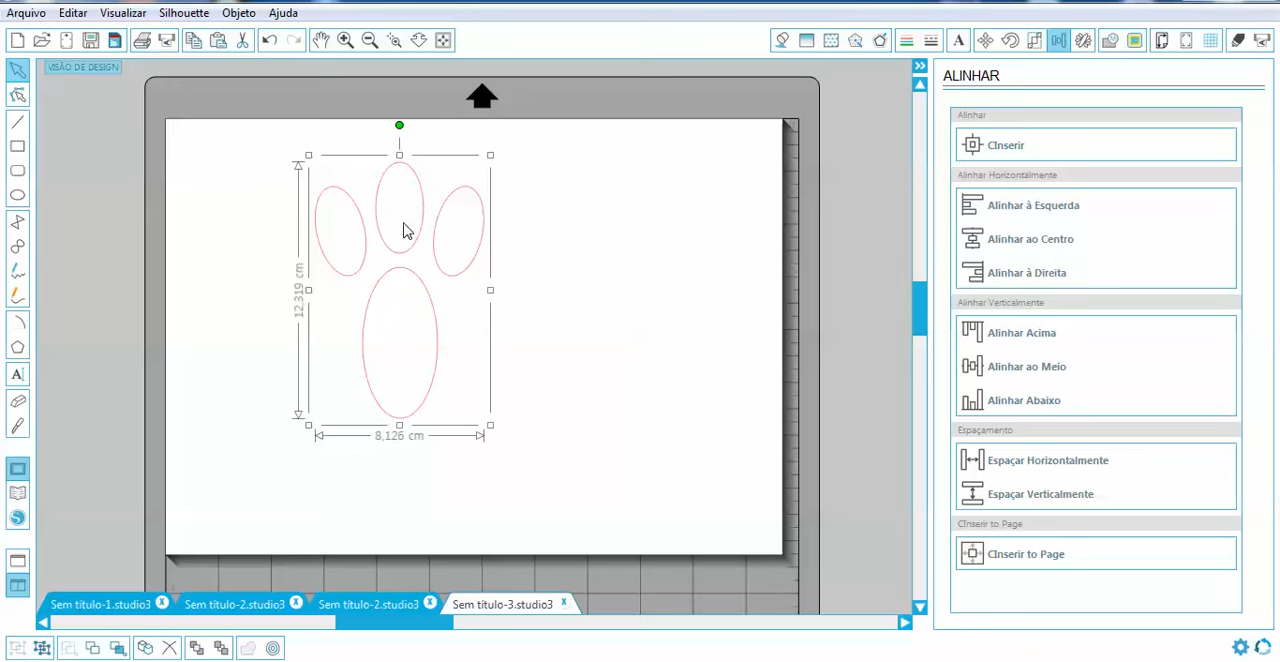 Arquivo Editar Visualizar Silhouette Objeto Ajuda
VISÃO DE DESIGN
12,319 cm
8,126 cm
ALINHAR
Alinhar
CInserir
Alinhar Horizontalmente
Alinhar à Esquerda
Alinhar ao Centro
Alinhar à Direita
Alinhar Verticalmente
Alinhar Acima
Alinhar ao Meio
Alinhar Abaixo
Espaçamento
Espaçar Horizontalmente
Espaçar Verticalmente
CInserir to Page
CInserir to Page
Sem título-1.studio3 x Sem título-2.studio3 x Sem título-2.studio3 x Sem título-3.studio3 x